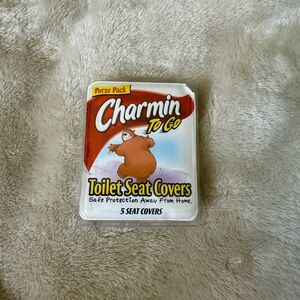 Purse Pack
Charmin
To Go
Toilet Seat Covers
Safe Protection Away From Home
5 SEAT COVERS